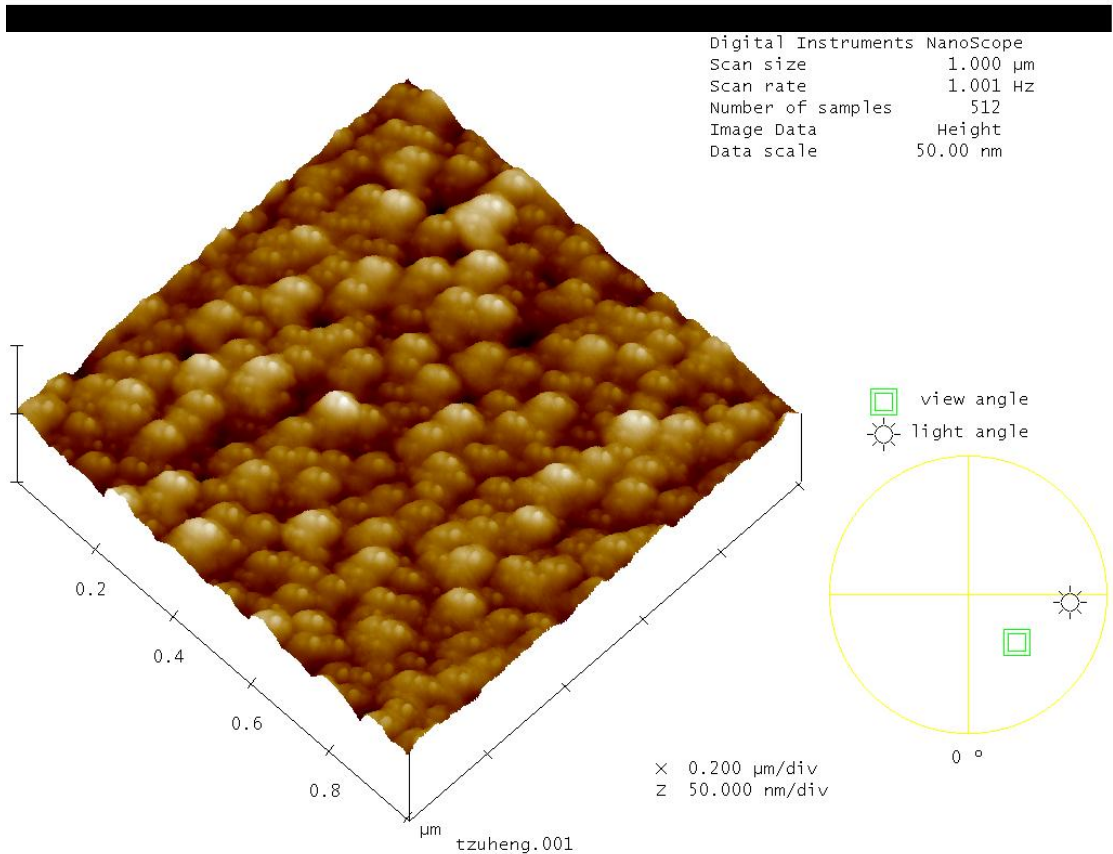 Digital Instruments NanoScope
Scan size 1.000 µm
Scan rate 1.001 Hz
Number of samples 512
Image Data Height
Data scale 50.00 nm
view angle
light angle
0.2
0.4
0.6
0.8
µm
X 0.200 µm/div
Z 50.000 nm/div
0 º
tzuheng.001